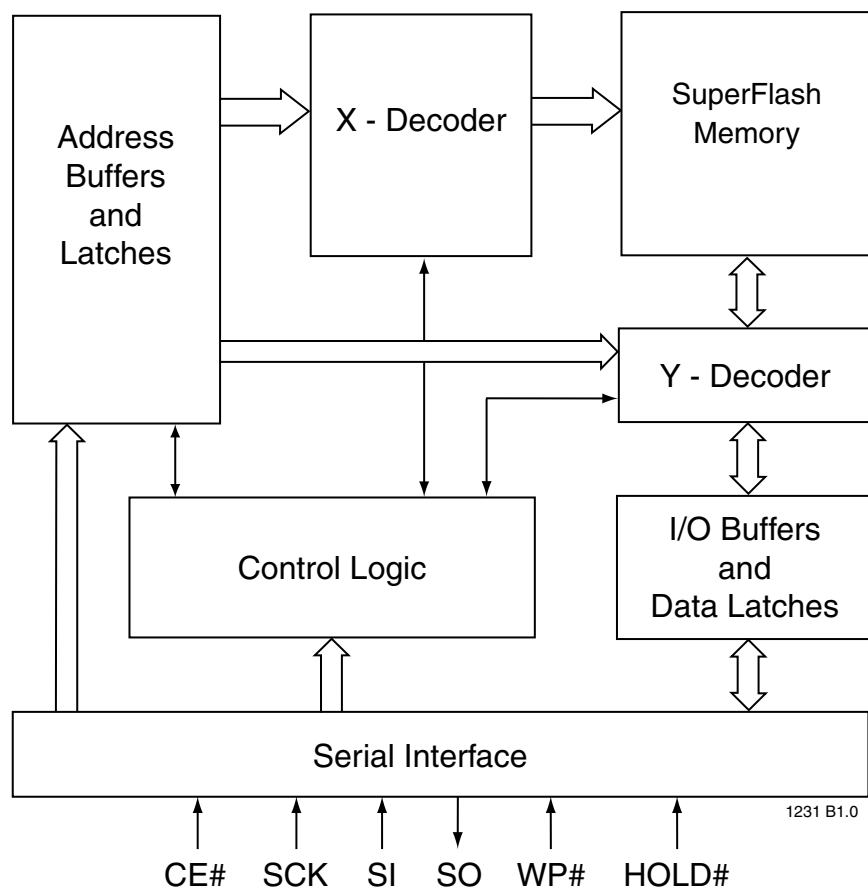 Address
Buffers
and
Latches
X - Decoder
SuperFlash
Memory
Y - Decoder
Control Logic
I/O Buffers
and
Data Latches
Serial Interface
1231 B1.0
CE# SCK SI SO WP# HOLD#